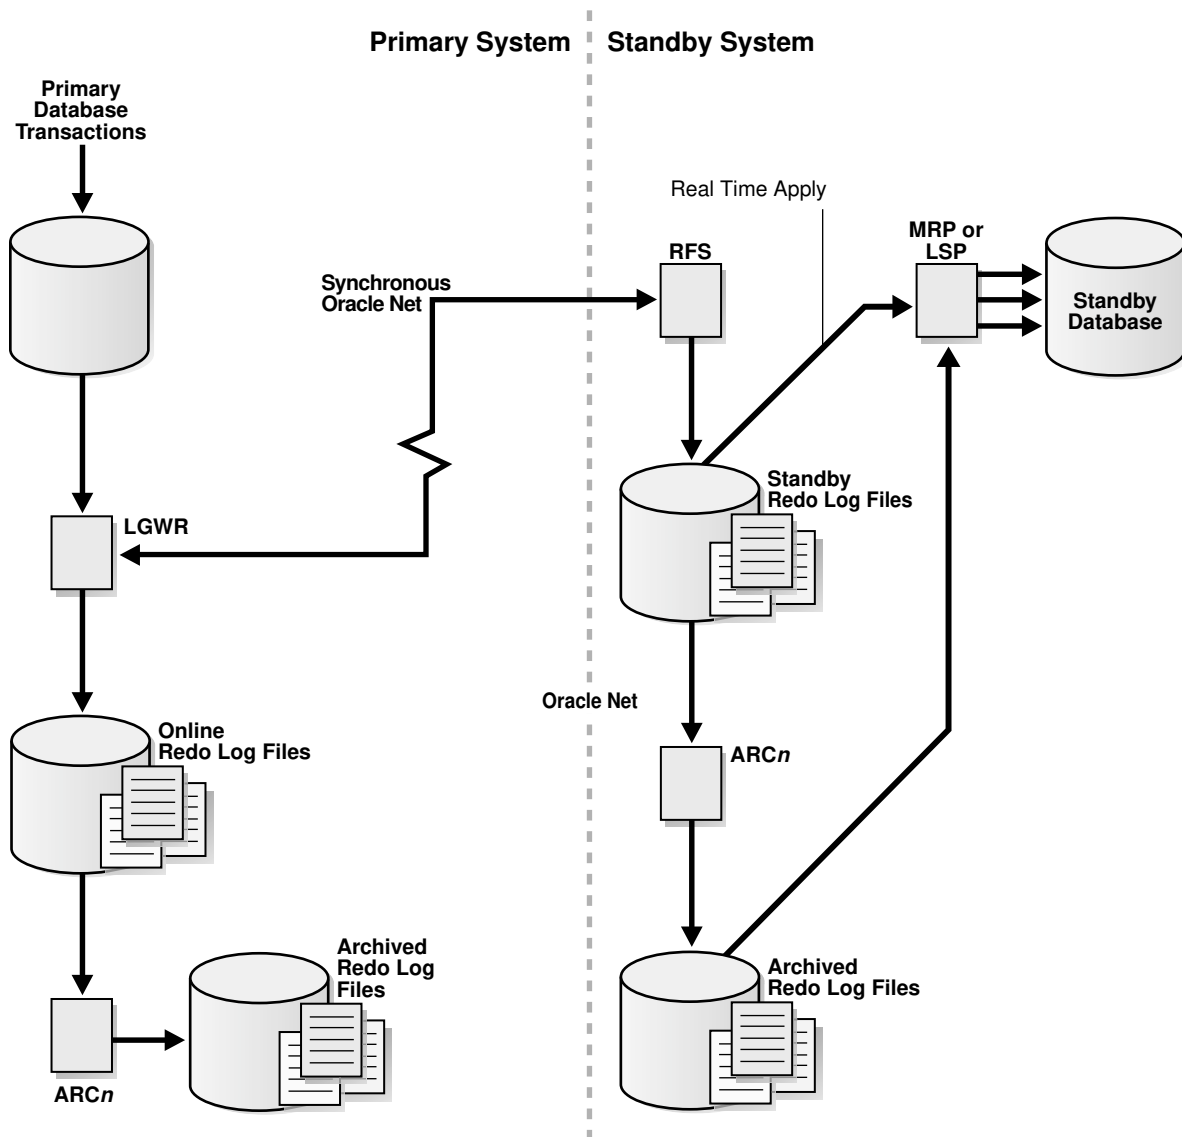 Primary System
Standby System
Primary
Database
Transactions
Real Time Apply
MRP or
LSP
RFS
Synchronous
Oracle Net
Standby
Database
Standby
Redo Log Files
LGWR
Oracle Net
Online
Redo Log Files
ARCn
Archived
Redo Log
Files
Archived
Redo Log Files
ARCn